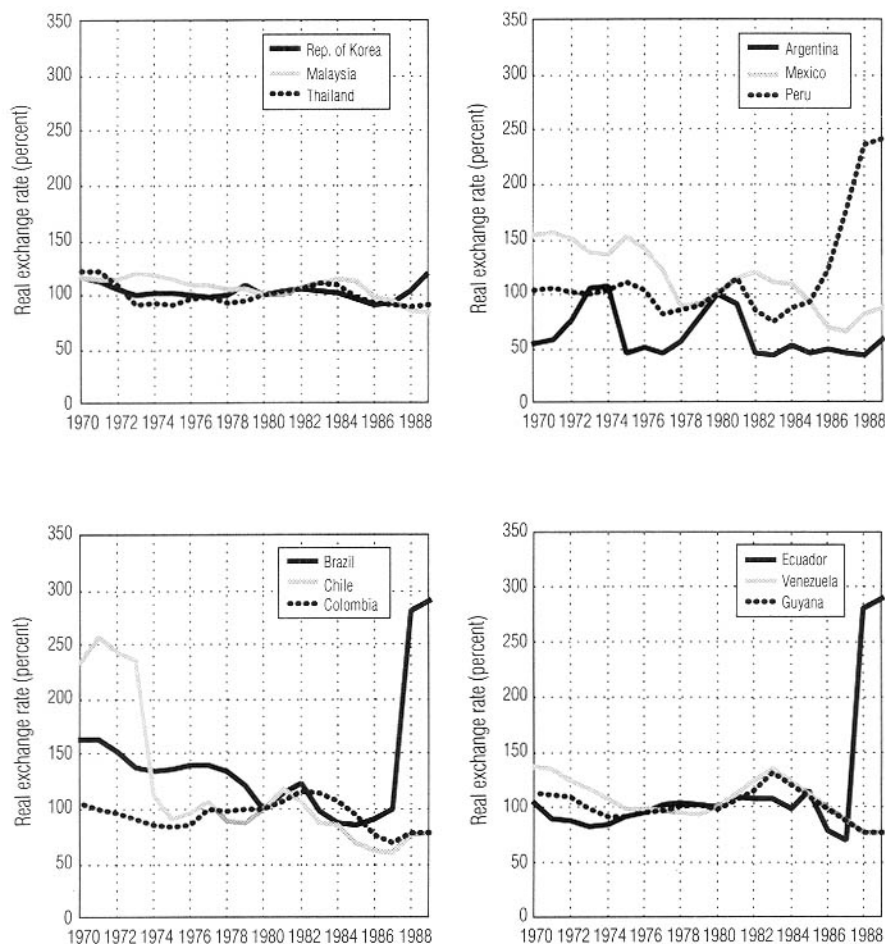 350
300
250
200
150
100
50
0
Real exchange rate (percent)
Rep. of Korea
Malaysia
Thailand
1970 1972 1974 1976 1978 1980 1982 1984 1986 1988
350
300
250
200
150
100
50
0
Real exchange rate (percent)
Argentina
Mexico
Peru
1970 1972 1974 1976 1978 1980 1982 1984 1986 1988
350
300
250
200
150
100
50
0
Real exchange rate (percent)
Brazil
Chile
Colombia
1970 1972 1974 1976 1978 1980 1982 1984 1986 1988
350
300
250
200
150
100
50
0
Real exchange rate (percent)
Ecuador
Venezuela
Guyana
1970 1972 1974 1976 1978 1980 1982 1984 1986 1988